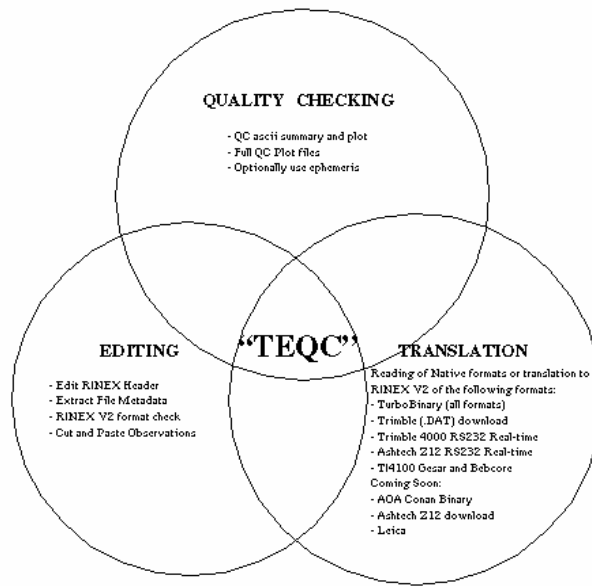 QUALITY CHECKING
- QC ascii summary and plot
- Full QC Plot files
- Optionally use ephemeris
"TEQC"
EDITING
- Edit RINEX Header
- Extract File Metadata
- RINEX V2 format check
- Cut and Paste Observations
TRANSLATION
Reading of Native formats or translation to
RINEX V2 of the following formats:
- TurboBinary (all formats)
- Trimble (.DAT) download
- Trimble 4000 RS232 Real-time
- Ashtech Z12 RS232 Real-time
- TI4100 Gesar and Bebcore
Coming Soon:
- AOA Conan Binary
- Ashtech Z12 download
- Leica